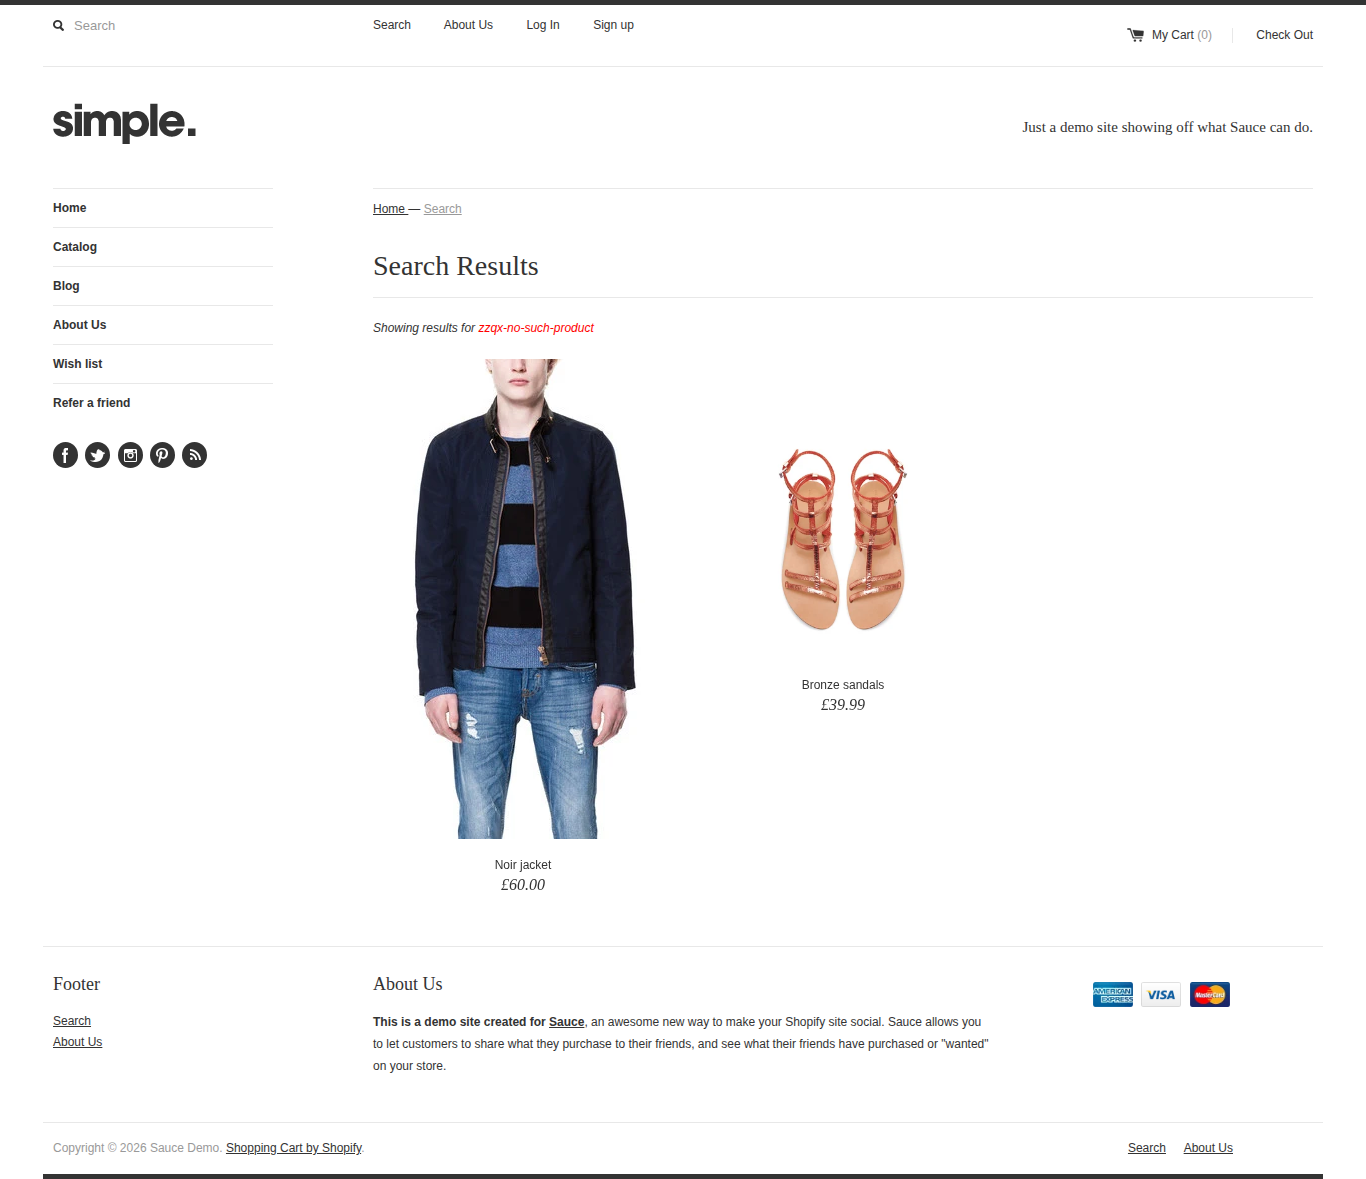 Search
Search
About Us
Log In
Sign up
My Cart (0)
Check Out
simple.
Just a demo site showing off what Sauce can do.
Home
Catalog
Blog
About Us
Wish list
Refer a friend
Home — Search
Search Results
Showing results for zzqx-no-such-product
Noir jacket
£60.00
Bronze sandals
£39.99
Footer
Search
About Us
About Us
This is a demo site created for Sauce, an awesome new way to make your Shopify site social. Sauce allows you
to let customers to share what they purchase to their friends, and see what their friends have purchased or "wanted"
on your store.
AMERICAN EXPRESS
VISA
MasterCard
Copyright © 2026 Sauce Demo. Shopping Cart by Shopify.
Search
About Us